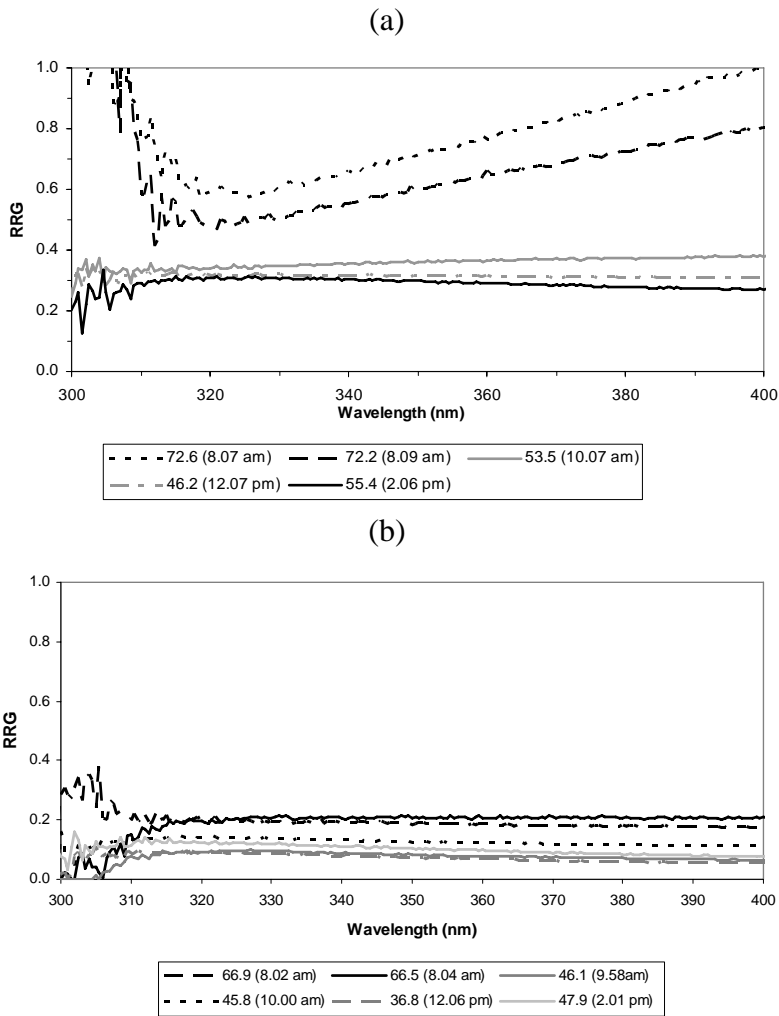 (a)
1.0
0.8
0.6
0.4
0.2
0.0
RRG
300 320 340 360 380 400
Wavelength (nm)
72.6 (8.07 am) 72.2 (8.09 am) 53.5 (10.07 am)
46.2 (12.07 pm) 55.4 (2.06 pm)
(b)
1.0
0.8
0.6
0.4
0.2
0.0
RRG
300 310 320 330 340 350 360 370 380 390 400
Wavelength (nm)
66.9 (8.02 am) 66.5 (8.04 am) 46.1 (9.58am)
45.8 (10.00 am) 36.8 (12.06 pm) 47.9 (2.01 pm)